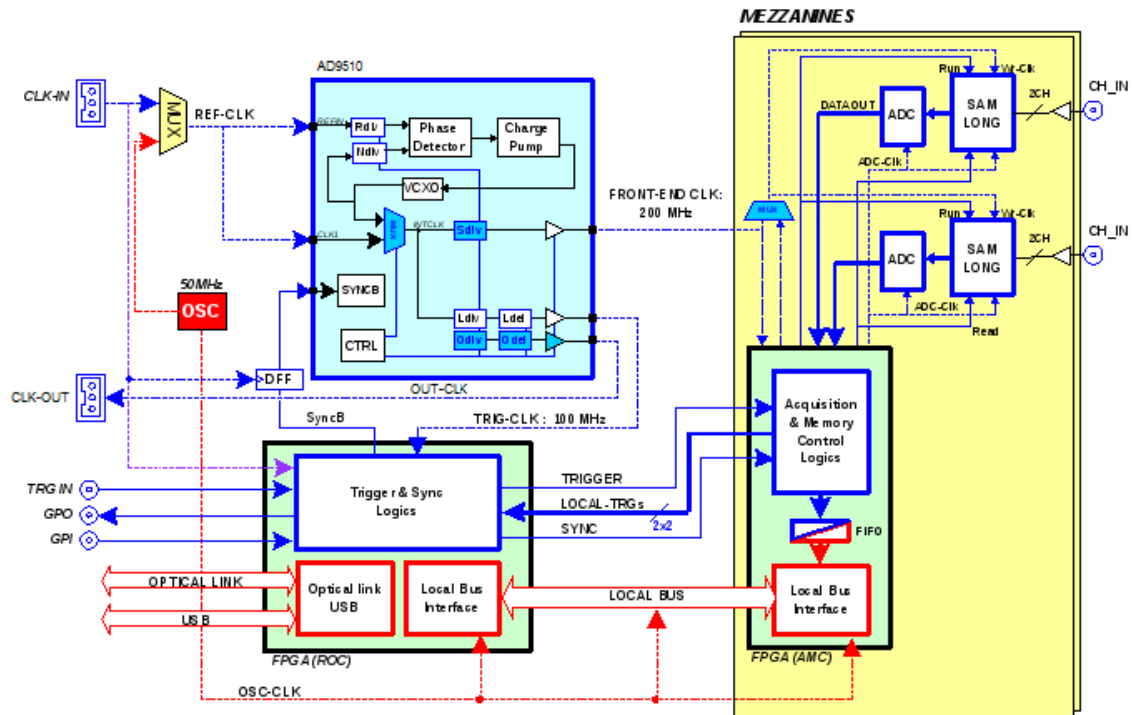 MEZZANINES
AD9510
CLK-IN
MUX
REF-CLK
REFIN
Rdiv
Ndiv
Phase
Detector
Charge
Pump
VCXO
CLK1
MUX
INTCLK
Sdiv
SYNCB
CTRL
Ldiv
Ldel
Odiv
Odel
FRONT-END CLK:
200 MHz
MUX
Run
Wr-Clk
DATAOUT
ADC
SAM
LONG
2CH
CH_IN
ADC-Clk
Run
Wr-Clk
ADC
SAM
LONG
2CH
CH_IN
ADC-Clk
Read
50MHz
OSC
DFF
CLK-OUT
OUT-CLK
SyncB
TRIG-CLK : 100 MHz
Acquisition
& Memory
Control
Logics
TRG IN
GPO
GPI
Trigger & Sync
Logics
TRIGGER
LOCAL-TRGs
2x2
SYNC
FIFO
OPTICAL LINK
USB
Optical link
USB
Local Bus
Interface
LOCAL BUS
Local Bus
Interface
FPGA (ROC)
FPGA (AMC)
OSC-CLK